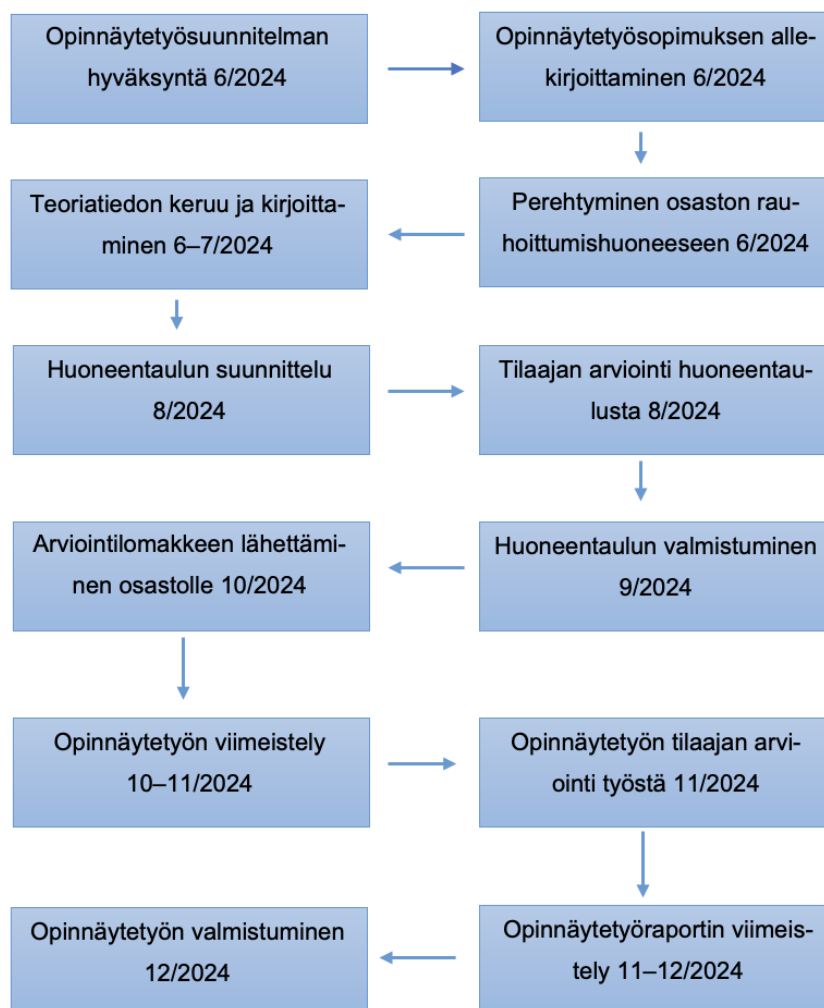 Opinnäytetyösuunnitelman
hyväksyntä 6/2024
Opinnäytetyösopimuksen alle-
kirjoittaminen 6/2024
Perehtyminen osaston rau-
hoittumishuoneeseen 6/2024
Teoriatiedon keruu ja kirjoitta-
minen 6–7/2024
Huoneentaulun suunnittelu
8/2024
Tilaajan arviointi huoneentau-
lusta 8/2024
Huoneentaulun valmistuminen
9/2024
Arviointilomakkeen lähettämi-
nen osastolle 10/2024
Opinnäytetyön viimeistely
10–11/2024
Opinnäytetyön tilaajan arvi-
ointi työstä 11/2024
Opinnäytetyöraportin viimeis-
tely 11–12/2024
Opinnäytetyön valmistuminen
12/2024